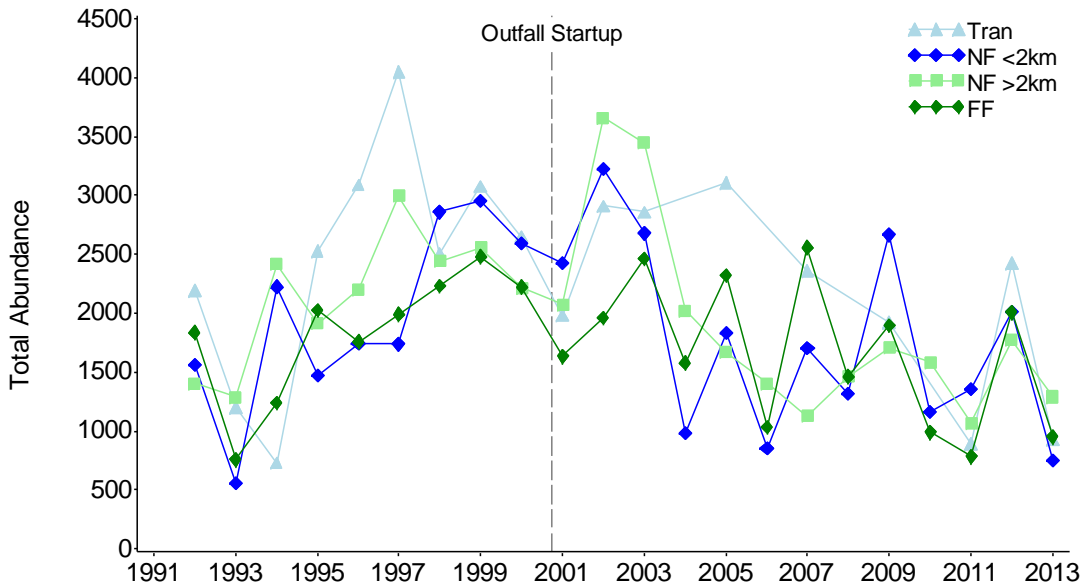 4500
4000
3500
3000
2500
2000
1500
1000
500
0
Total Abundance
Outfall Startup
Tran
NF <2km
NF >2km
FF
1991 1993 1995 1997 1999 2001 2003 2005 2007 2009 2011 2013